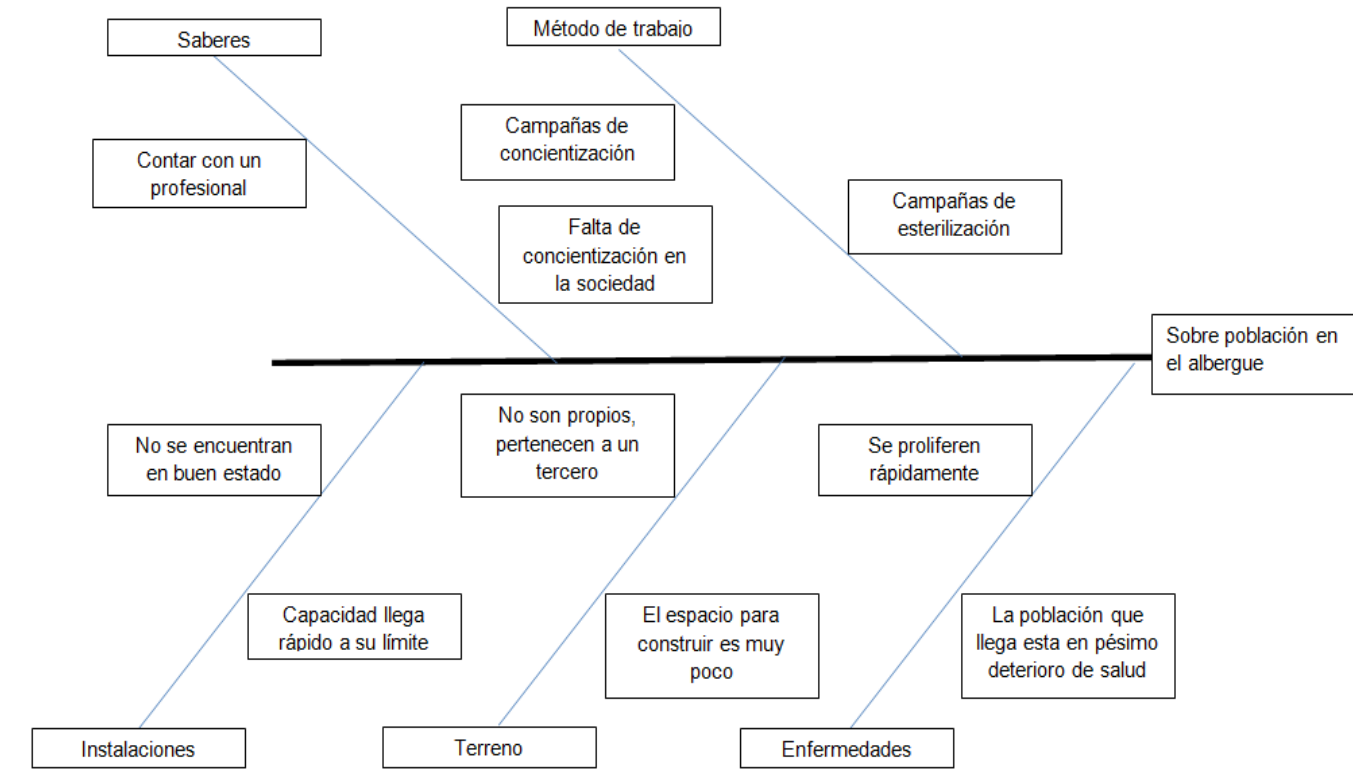 Saberes
Método de trabajo
Campañas de
concientización
Contar con un
profesional
Campañas de
esterilización
Falta de
concientización en
la sociedad
Sobre población en
el albergue
No son propios,
pertenecen a un
tercero
No se encuentran
en buen estado
Se proliferen
rápidamente
Capacidad llega
rápido a su límite
El espacio para
construir es muy
poco
La población que
llega esta en pésimo
deterioro de salud
Instalaciones
Terreno
Enfermedades